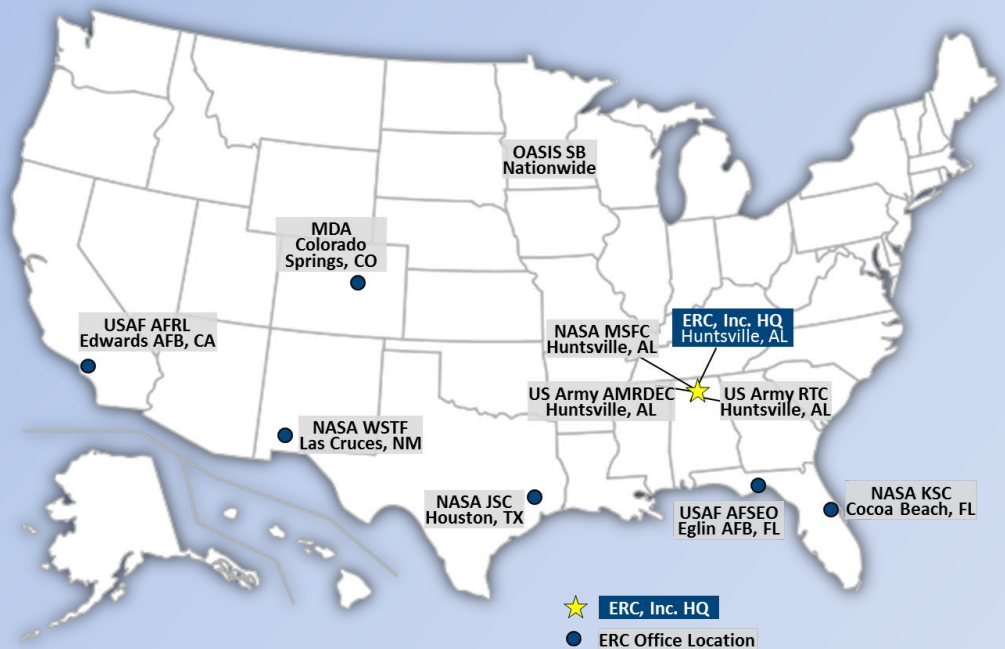 OASIS SB
Nationwide
MDA
Colorado
Springs, CO
USAF AFRL
Edwards AFB, CA
NASA MSFC
Huntsville, AL
ERC, Inc. HQ
Huntsville, AL
US Army AMRDEC
Huntsville, AL
US Army RTC
Huntsville, AL
NASA WSTF
Las Cruces, NM
NASA JSC
Houston, TX
USAF AFSEO
Eglin AFB, FL
NASA KSC
Cocoa Beach, FL
ERC, Inc. HQ
ERC Office Location